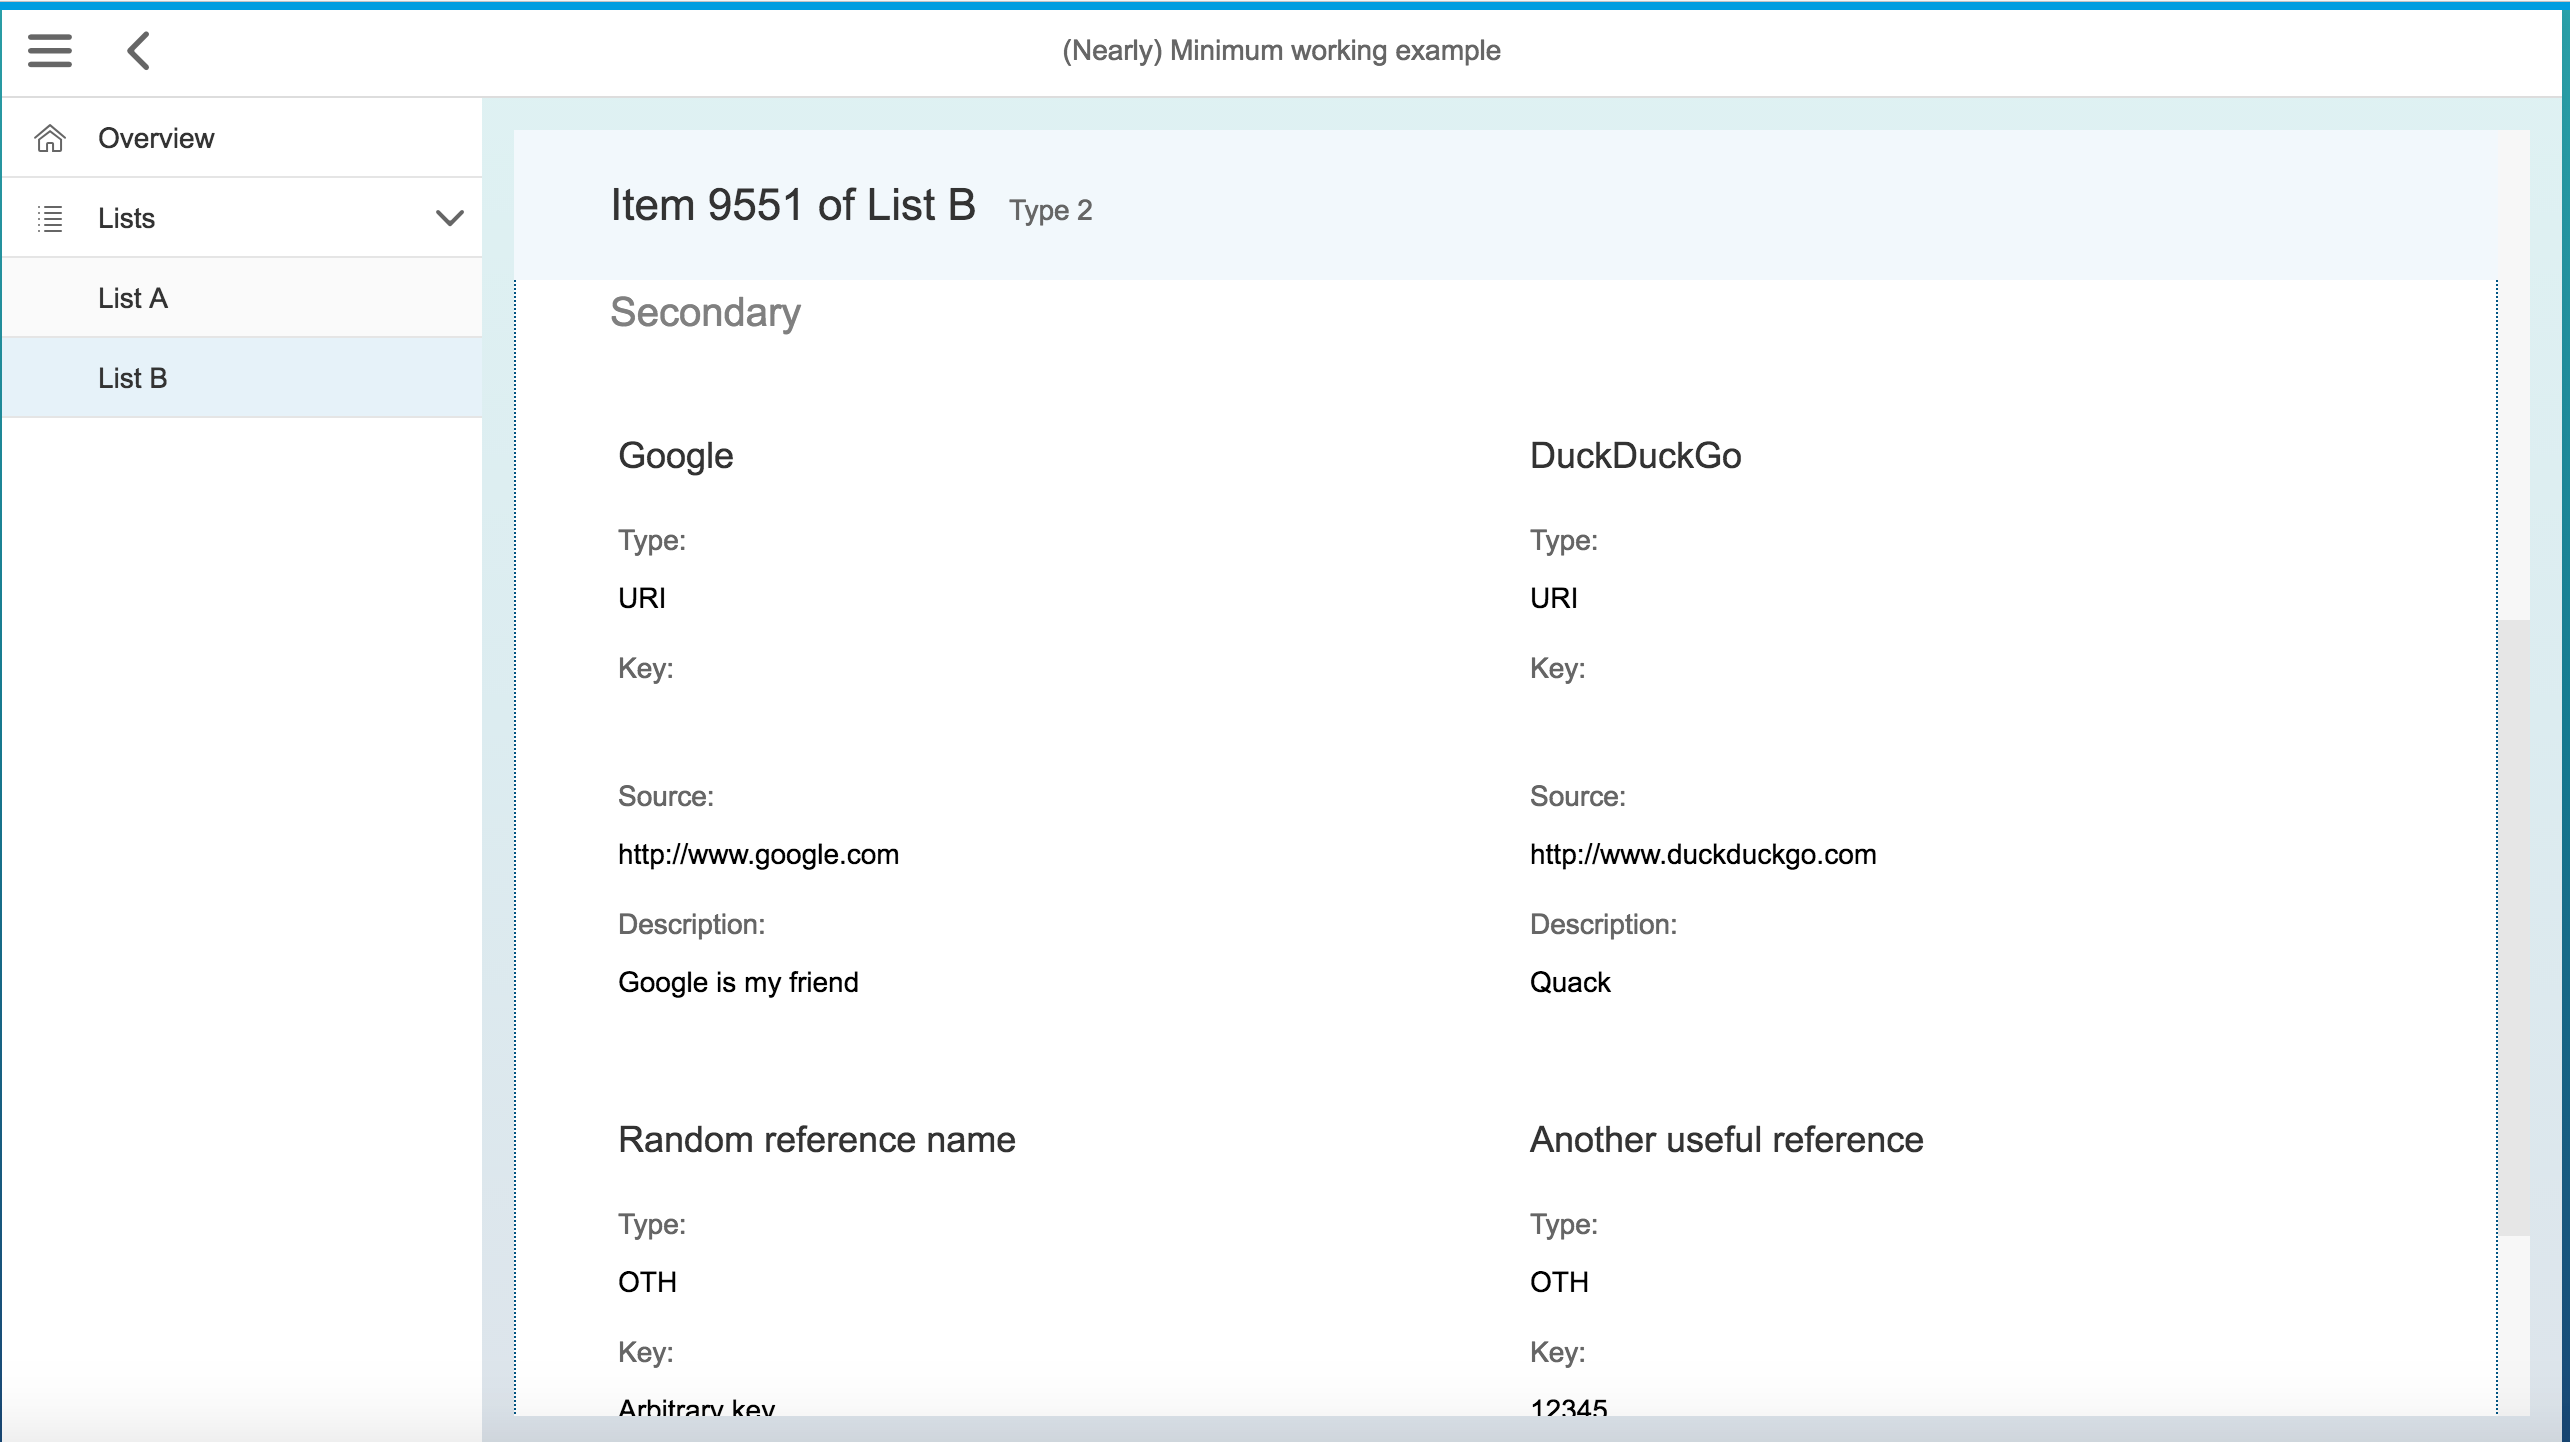 (Nearly) Minimum working example
Overview
Lists
List A
List B
Item 9551 of List B Type 2
Secondary
Google
Type:
URI
Key:
Source:
http://www.google.com
Description:
Google is my friend
DuckDuckGo
Type:
URI
Key:
Source:
http://www.duckduckgo.com
Description:
Quack
Random reference name
Type:
OTH
Key:
Arbitrary key
Another useful reference
Type:
OTH
Key:
12345